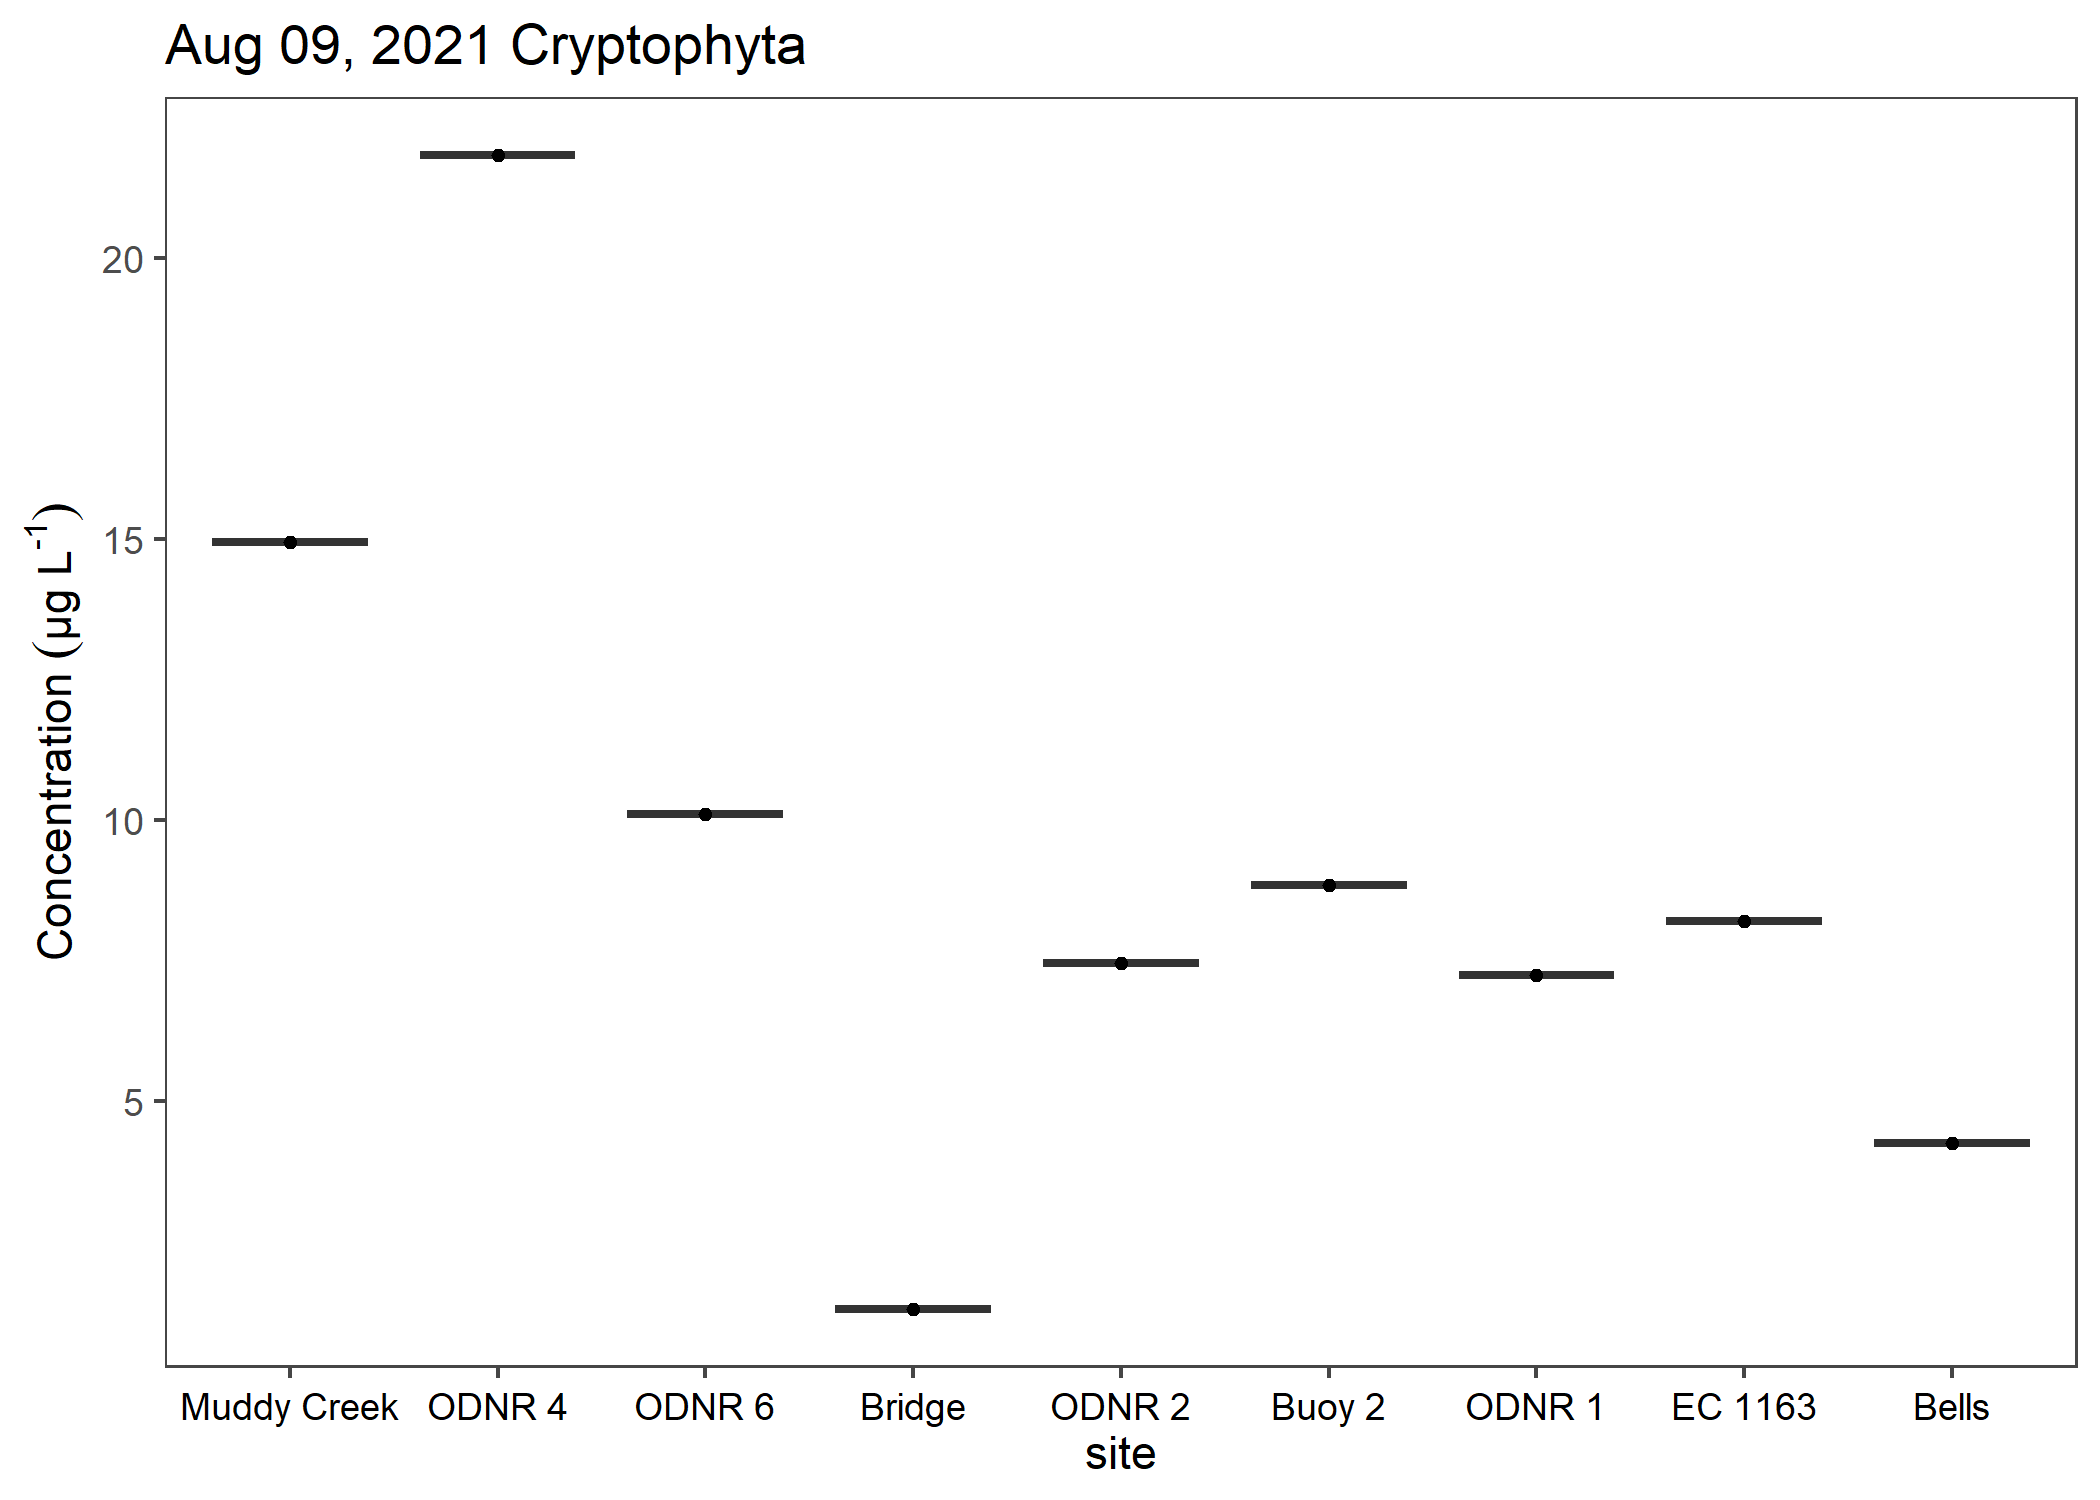 Aug 09, 2021 Cryptophyta
Concentration (µg L⁻¹)
20
15
10
5
Muddy Creek ODNR 4 ODNR 6 Bridge ODNR 2 Buoy 2 ODNR 1 EC 1163 Bells
site